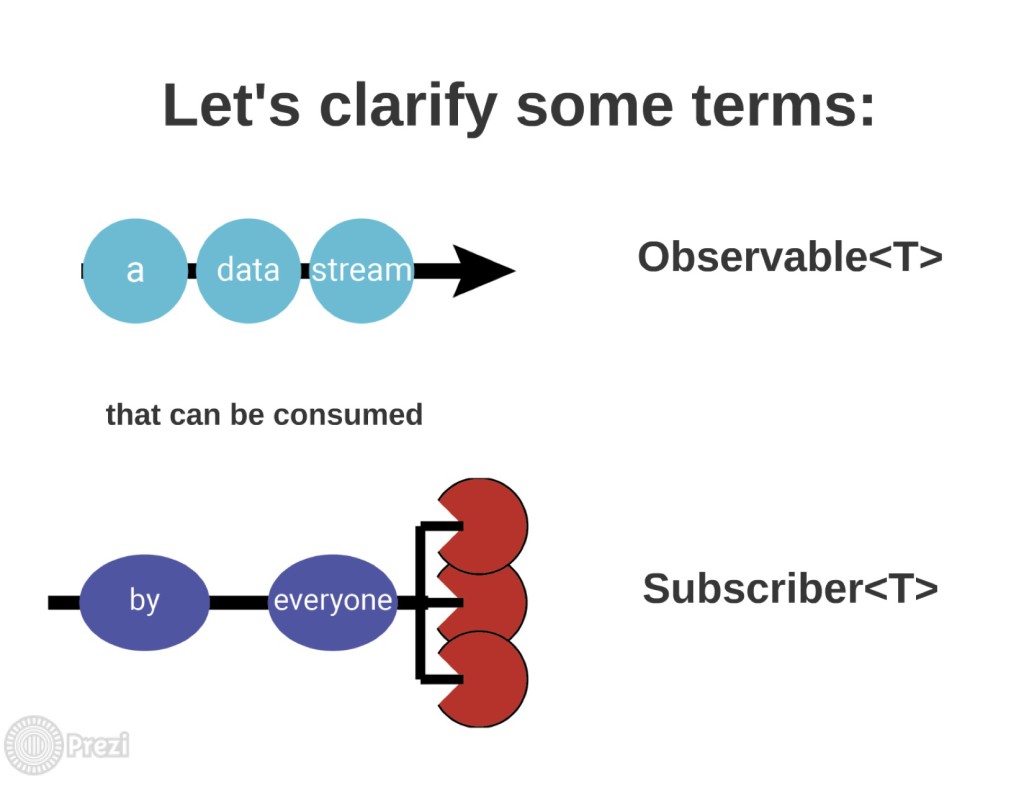 Let's clarify some terms:
a data stream
Observable<T>
that can be consumed
by everyone
Subscriber<T>
Prezi